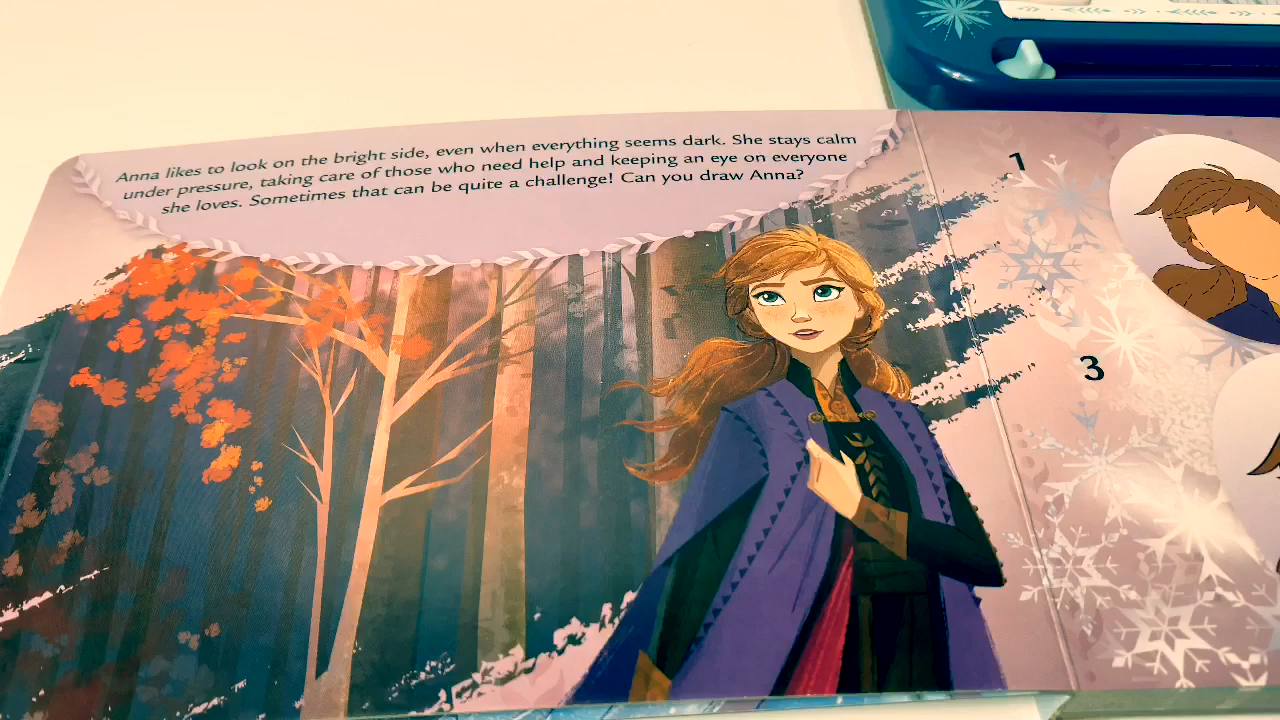 Anna likes to look on the bright side, even when everything seems dark. She stays calm
under pressure, taking care of those who need help and keeping an eye on everyone
she loves. Sometimes that can be quite a challenge! Can you draw Anna?
1
3